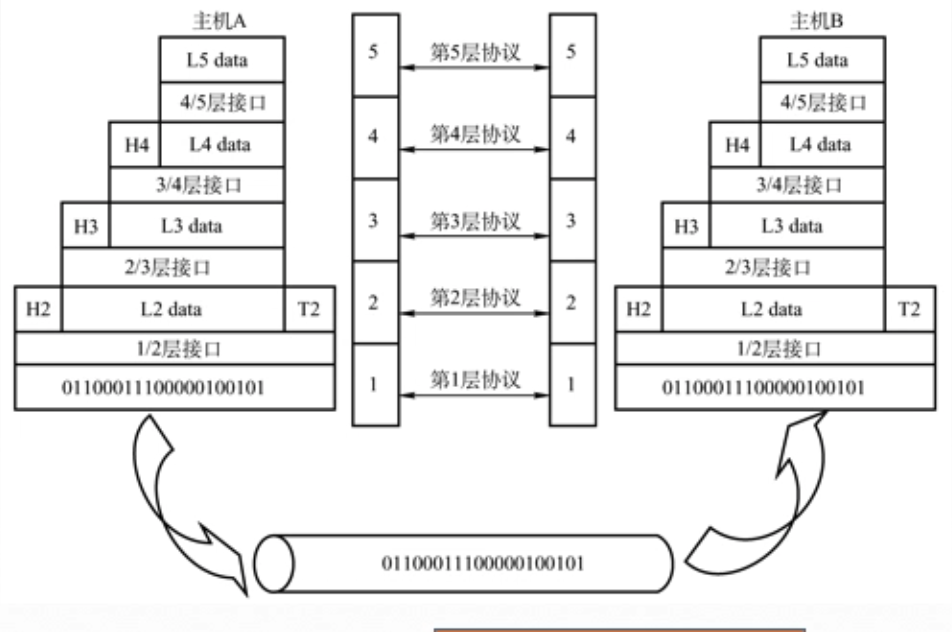 主机A
L5 data
4/5层接口
H4 L4 data
3/4层接口
H3 L3 data
2/3层接口
H2 L2 data T2
1/2层接口
011000111000000100101
5 第5层协议 5
4 第4层协议 4
3 第3层协议 3
2 第2层协议 2
1 第1层协议 1
主机B
L5 data
4/5层接口
H4 L4 data
3/4层接口
H3 L3 data
2/3层接口
H2 L2 data T2
1/2层接口
011000111000000100101
01100011100000100101